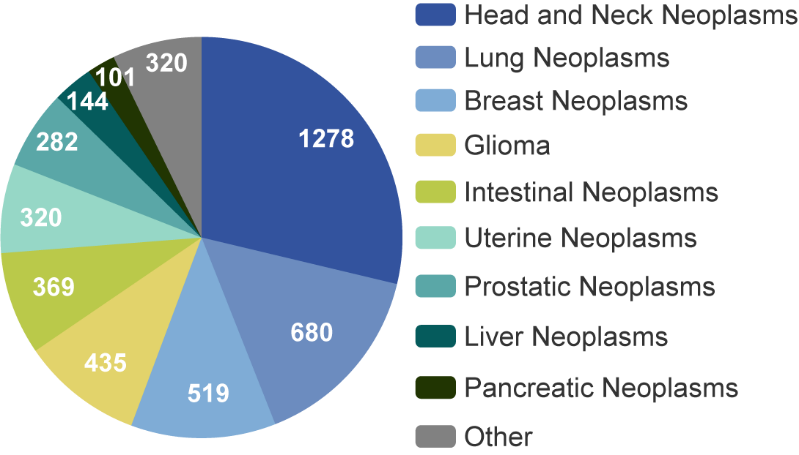 Head and Neck Neoplasms
Lung Neoplasms
Breast Neoplasms
Glioma
Intestinal Neoplasms
Uterine Neoplasms
Prostatic Neoplasms
Liver Neoplasms
Pancreatic Neoplasms
Other
1278
680
519
435
369
320
282
144
101
320